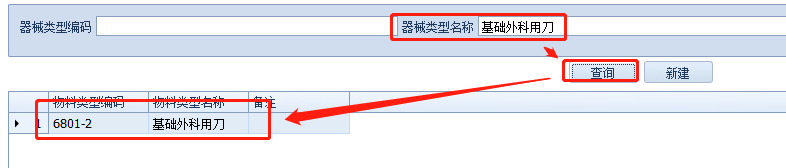 器械类型编码 器械类型名称 基础外科用刀
查询 新建
物料类型编码 物料类型名称 备注
1 6801-2 基础外科用刀